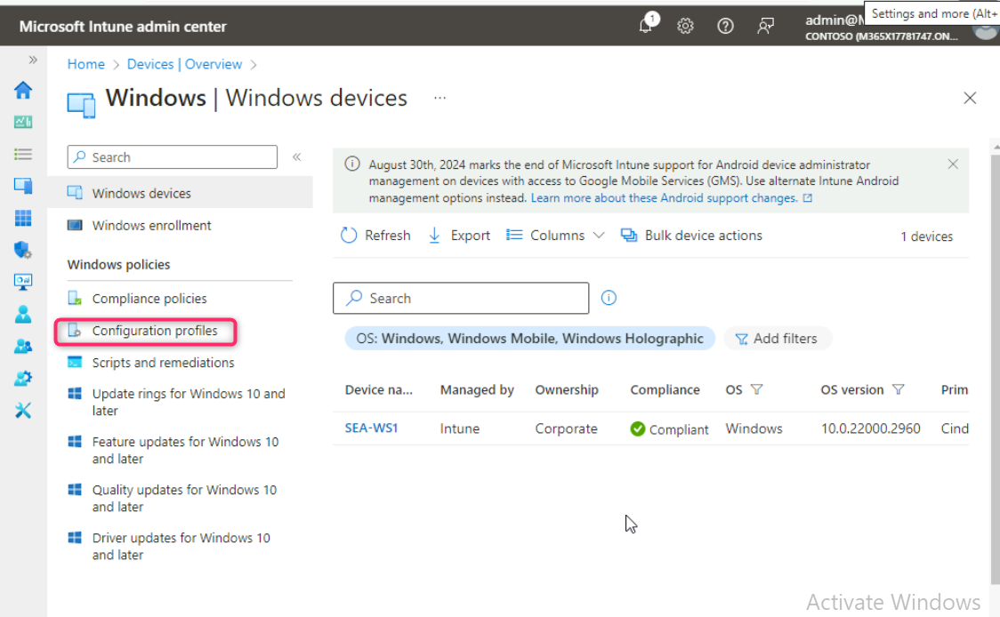 Microsoft Intune admin center
1
admin@M
Settings and more (Alt+
CONTOSO (M365X17781747.ON...
Home > Devices | Overview >
Windows | Windows devices ...
Search
Windows devices
Windows enrollment
Windows policies
Compliance policies
Configuration profiles
Scripts and remediations
Update rings for Windows 10 and
later
Feature updates for Windows 10
and later
Quality updates for Windows 10
and later
Driver updates for Windows 10
and later
August 30th, 2024 marks the end of Microsoft Intune support for Android device administrator
management on devices with access to Google Mobile Services (GMS). Use alternate Intune Android
management options instead. Learn more about these Android support changes.
Refresh Export Columns Bulk device actions 1 devices
Search
OS: Windows, Windows Mobile, Windows Holographic Add filters
Device na... Managed by Ownership Compliance OS OS version Prim
SEA-WS1 Intune Corporate Compliant Windows 10.0.22000.2960 Cind
Activate Windows